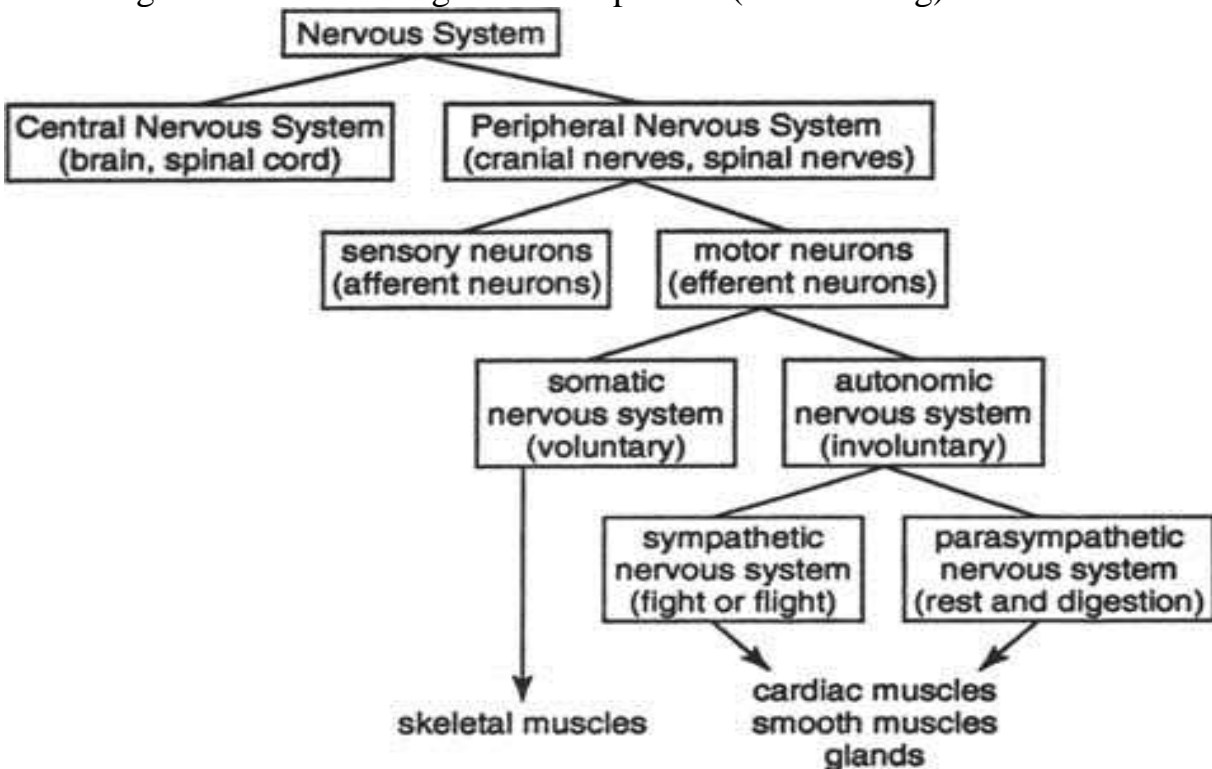 Nervous System
Central Nervous System
(brain, spinal cord)
Peripheral Nervous System
(cranial nerves, spinal nerves)
sensory neurons
(afferent neurons)
motor neurons
(efferent neurons)
somatic
nervous system
(voluntary)
autonomic
nervous system
(involuntary)
sympathetic
nervous system
(fight or flight)
parasympathetic
nervous system
(rest and digestion)
skeletal muscles
cardiac muscles
smooth muscles
glands